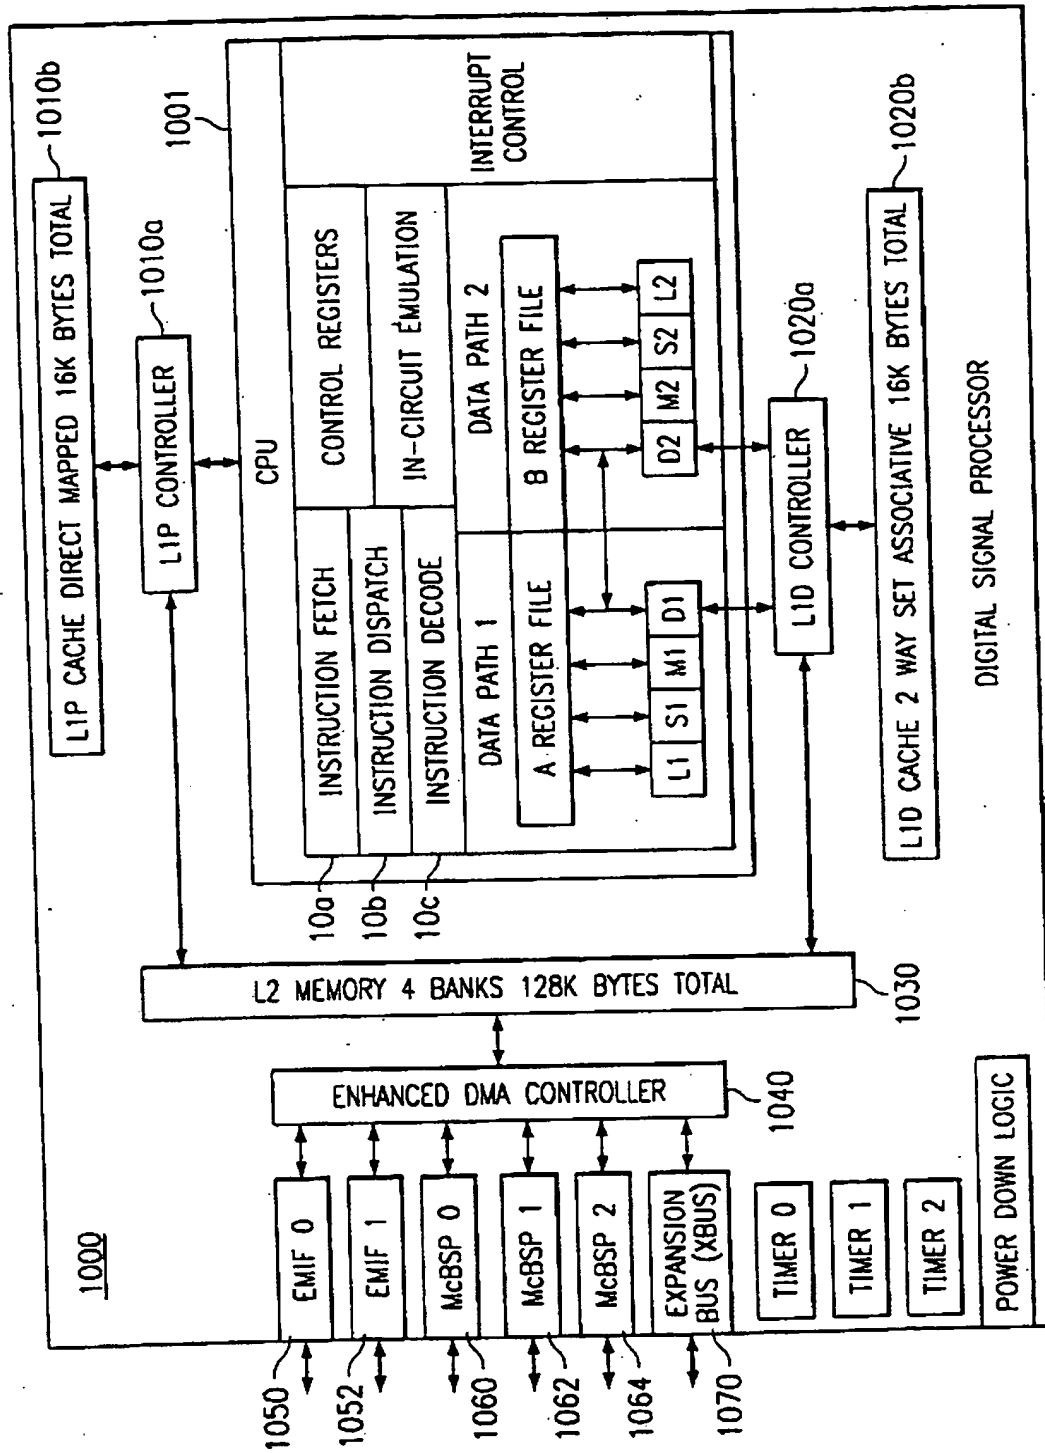 1000
L1P CACHE DIRECT MAPPED 16K BYTES TOTAL
1010b
L1P CONTROLLER
1010a
1001
CPU
INSTRUCTION FETCH
INSTRUCTION DISPATCH
INSTRUCTION DECODE
CONTROL REGISTERS
IN-CIRCUIT EMULATION
INTERRUPT
CONTROL
10a
10b
10c
DATA PATH 1
DATA PATH 2
A REGISTER FILE
B REGISTER FILE
L1
S1
M1
D1
D2
M2
S2
L2
L1D CONTROLLER
1020a
L1D CACHE 2 WAY SET ASSOCIATIVE 16K BYTES TOTAL
1020b
DIGITAL SIGNAL PROCESSOR
L2 MEMORY 4 BANKS 128K BYTES TOTAL
1030
ENHANCED DMA CONTROLLER
1040
EMIF 0
1050
EMIF 1
1052
McBSP 0
1060
McBSP 1
1062
McBSP 2
1064
EXPANSION
BUS (XBUS)
1070
TIMER 0
TIMER 1
TIMER 2
POWER DOWN LOGIC